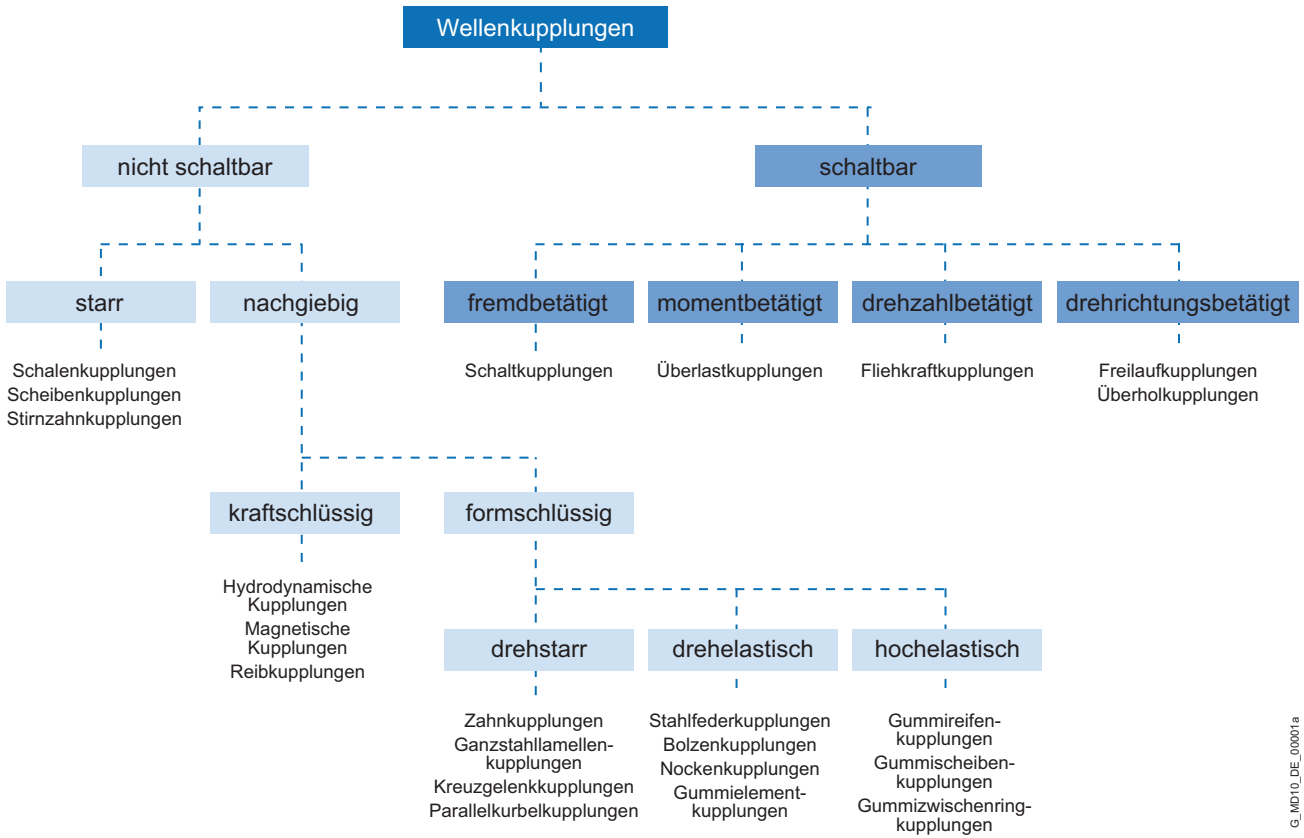 Wellenkupplungen
nicht schaltbar
schaltbar
starr
nachgiebig
fremdbetätigt
momentbetätigt
drehzahlbetätigt
drehrichtungsbetätigt
Schalenkupplungen
Scheibenkupplungen
Stirnzahnkupplungen
Schaltkupplungen
Überlastkupplungen
Fliehkraftkupplungen
Freilaufkupplungen
Überholkupplungen
kraftschlüssig
formschlüssig
Hydrodynamische
Kupplungen
Magnetische
Kupplungen
Reibkupplungen
drehstarr
drehelastisch
hochelastisch
Zahnkupplungen
Ganzstahllamellen-
kupplungen
Kreuzgelenkkupplungen
Parallelkurbelkupplungen
Stahlfederkupplungen
Bolzenkupplungen
Nockenkupplungen
Gummielement-
kupplungen
Gummireifen-
kupplungen
Gummischeiben-
kupplungen
Gummizwischenring-
kupplungen
G_MD10_DE_00001a